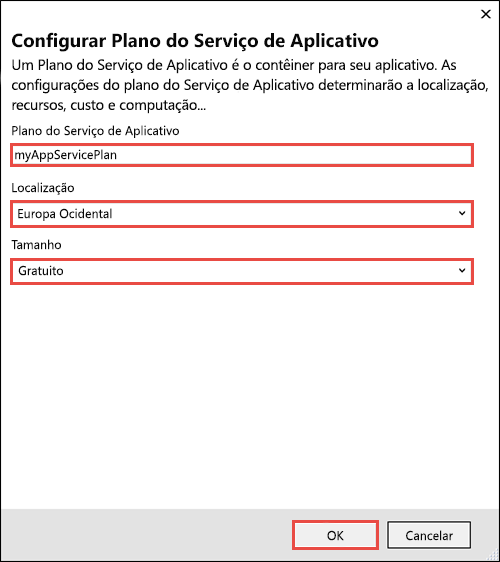 Configurar Plano do Serviço de Aplicativo
Um Plano do Serviço de Aplicativo é o contêiner para seu aplicativo. As
configurações do plano do Serviço de Aplicativo determinarão a localização,
recursos, custo e computação...
Plano do Serviço de Aplicativo
myAppServicePlan
Localização
Europa Ocidental
Tamanho
Gratuito
OK
Cancelar